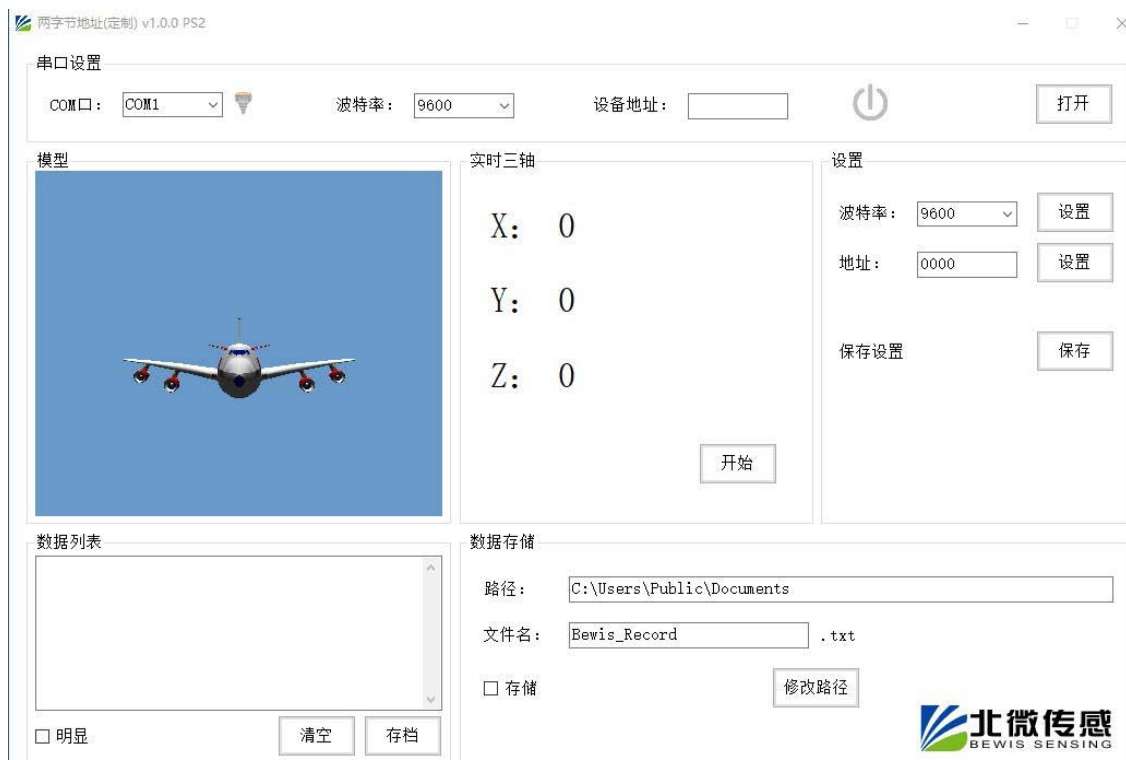 两字节地址(定制) v1.0.0 PS2
串口设置
COM口： COM1 波特率： 9600 设备地址： 打开
模型
实时三轴
X： 0
Y： 0
Z： 0
开始
设置
波特率： 9600 设置
地址： 0000 设置
保存设置 保存
数据列表
明显 清空 存档
数据存储
路径： C:\Users\Public\Documents
文件名： Bewis_Record .txt
存储 修改路径
北微传感
BEWIS SENSING